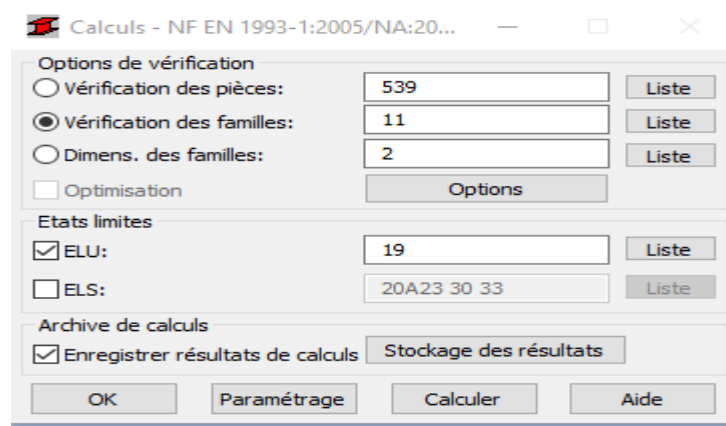 Calculs - NF EN 1993-1:2005/NA:20...
Options de vérification
Vérification des pièces: 539 Liste
Vérification des familles: 11 Liste
Dimens. des familles: 2 Liste
Optimisation Options
Etats limites
ELU: 19 Liste
ELS: 20A23 30 33 Liste
Archive de calculs
Enregistrer résultats de calculs Stockage des résultats
OK Paramétrage Calculer Aide